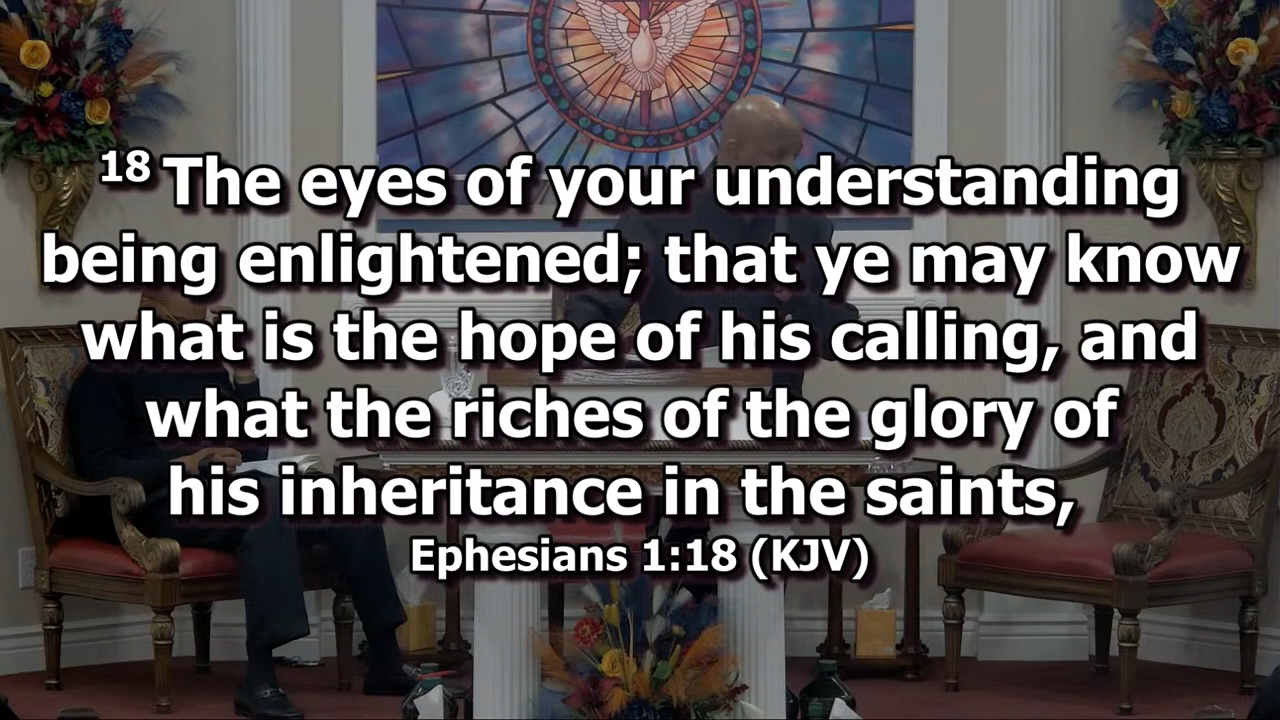 18 The eyes of your understanding
being enlightened; that ye may know
what is the hope of his calling, and
what the riches of the glory of
his inheritance in the saints,
Ephesians 1:18 (KJV)